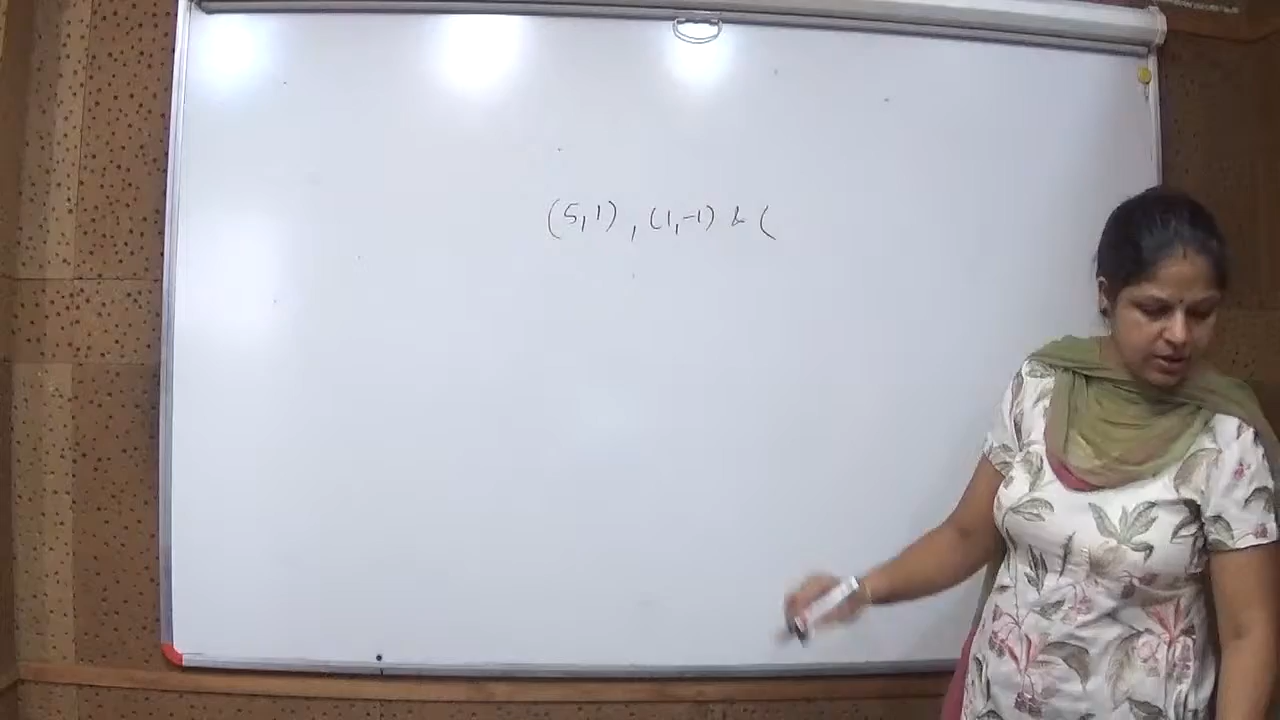 (5,1) , (1,-1) & (